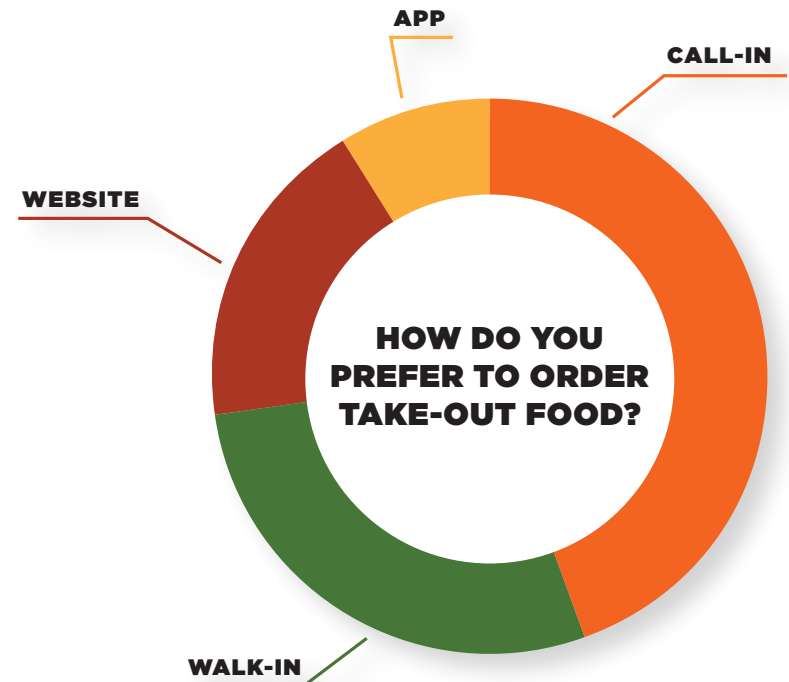 APP
CALL-IN
WEBSITE
HOW DO YOU
PREFER TO ORDER
TAKE-OUT FOOD?
WALK-IN